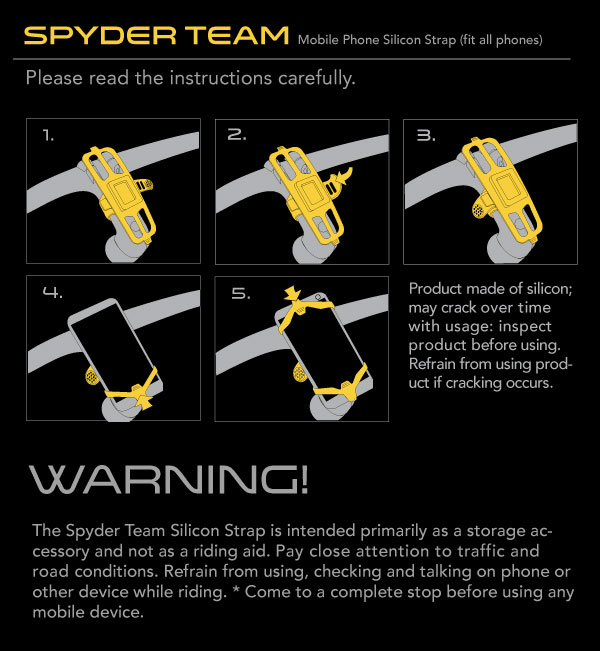 SPYDER TEAM Mobile Phone Silicon Strap (fit all phones)
Please read the instructions carefully.
1.
2.
3.
4.
5.
Product made of silicon;
may crack over time
with usage: inspect
product before using.
Refrain from using prod-
uct if cracking occurs.
WARNING!
The Spyder Team Silicon Strap is intended primarily as a storage ac-
cessory and not as a riding aid. Pay close attention to traffic and
road conditions. Refrain from using, checking and talking on phone or
other device while riding. * Come to a complete stop before using any
mobile device.